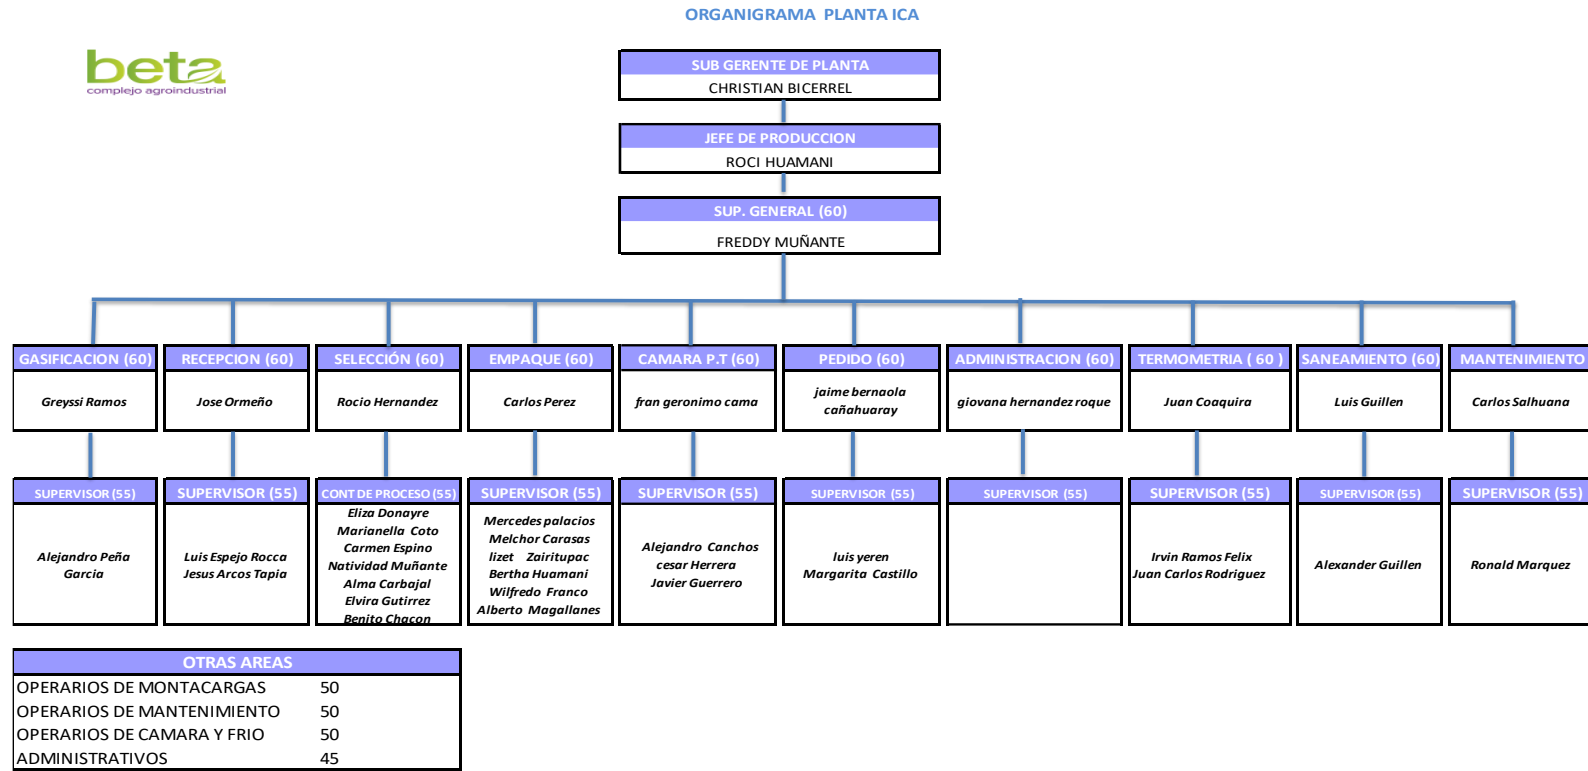 ORGANIGRAMA PLANTA ICA
beta
complejo agroindustrial
SUB GERENTE DE PLANTA
CHRISTIAN BICERREL
JEFE DE PRODUCCION
ROCI HUAMANI
SUP. GENERAL (60)
FREDDY MUÑANTE
GASIFICACION (60)
Greyssi Ramos
RECEPCION (60)
Jose Ormeño
SELECCIÓN (60)
Rocio Hernandez
EMPAQUE (60)
Carlos Perez
CAMARA P.T (60)
fran geronimo cama
PEDIDO (60)
jaime bernaola
cañahuaray
ADMINISTRACION (60)
giovana hernandez roque
TERMOMETRIA ( 60 )
Juan Coaquira
SANEAMIENTO (60)
Luis Guillen
MANTENIMIENTO
Carlos Salhuana
SUPERVISOR (55)
Alejandro Peña
Garcia
SUPERVISOR (55)
Luis Espejo Rocca
Jesus Arcos Tapia
CONT DE PROCESO (55)
Eliza Donayre
Marianella Coto
Carmen Espino
Natividad Muñante
Alma Carbajal
Elvira Gutirrez
Benito Chacon
SUPERVISOR (55)
Mercedes palacios
Melchor Carasas
lizet Zairitupac
Bertha Huamani
Wilfredo Franco
Alberto Magallanes
SUPERVISOR (55)
Alejandro Canchos
cesar Herrera
Javier Guerrero
SUPERVISOR (55)
luis yeren
Margarita Castillo
SUPERVISOR (55)
SUPERVISOR (55)
Irvin Ramos Felix
Juan Carlos Rodriguez
SUPERVISOR (55)
Alexander Guillen
SUPERVISOR (55)
Ronald Marquez
OTRAS AREAS
OPERARIOS DE MONTACARGAS 50
OPERARIOS DE MANTENIMIENTO 50
OPERARIOS DE CAMARA Y FRIO 50
ADMINISTRATIVOS 45